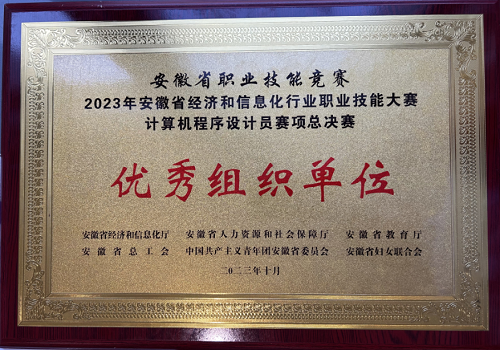 安徽省职业技能竞赛
2023年安徽省经济和信息化行业职业技能大赛
计算机程序设计员赛项总决赛
优秀组织单位
安徽省经济和信息化厅 安徽省人力资源和社会保障厅 安徽省教育厅
安徽省总工会 中国共产主义青年团安徽省委员会 安徽省妇女联合会
二〇二三年十月